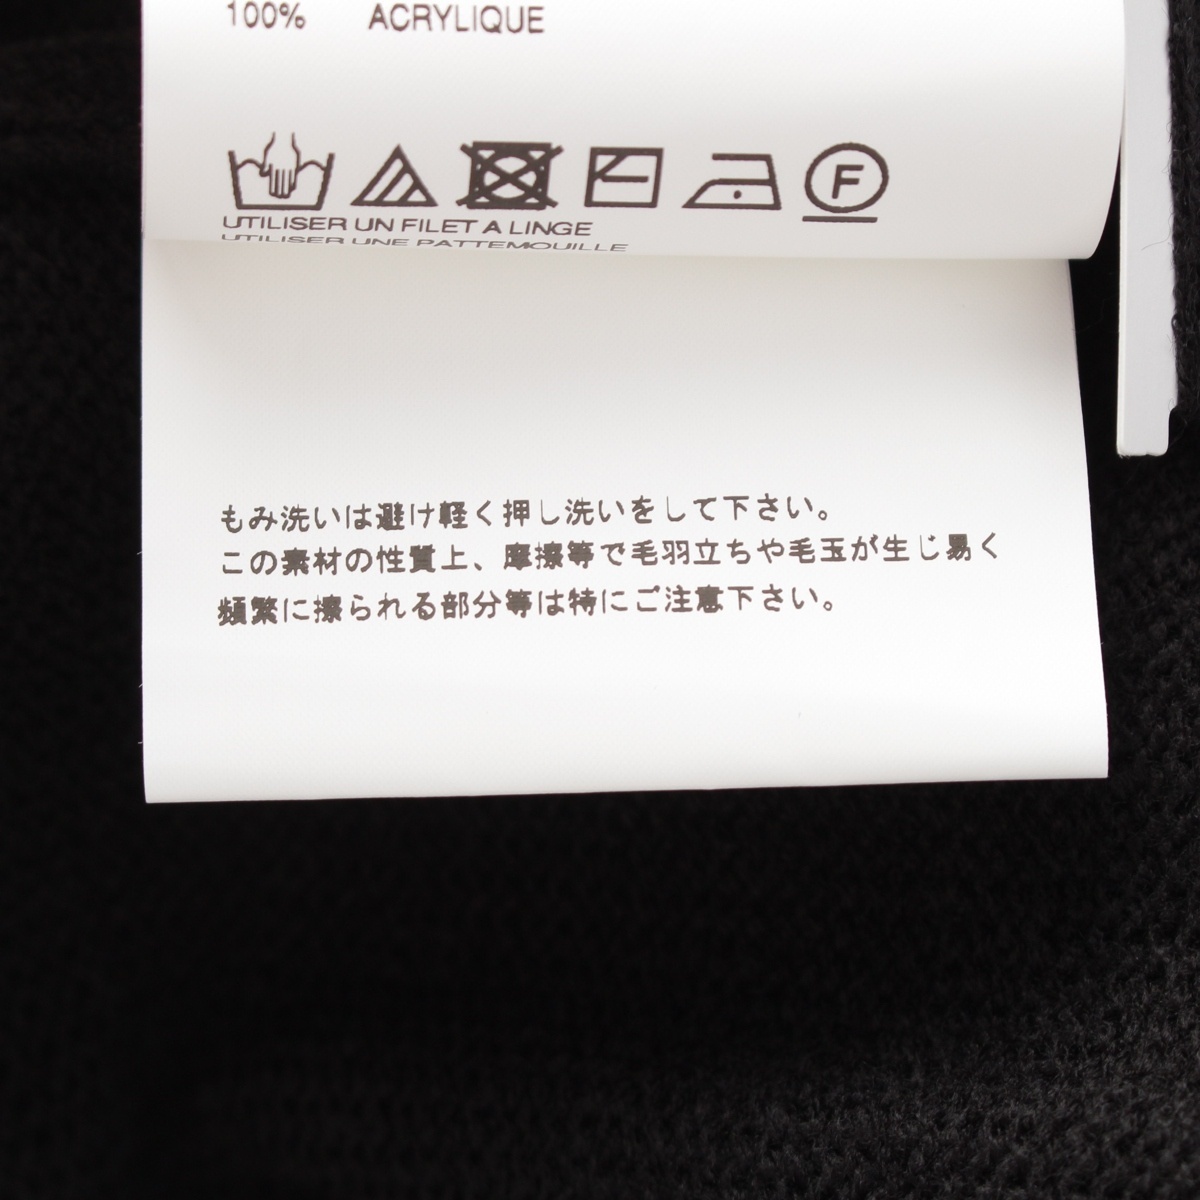 100% ACRYLIQUE
F
UTILISER UN FILET A LINGE
UTILISER UNE PATTEMOUILLE
もみ洗いは避け軽く押し洗いをして下さい。
この素材の性質上、摩擦等で毛羽立ちや毛玉が生じ易く
頻繁に擦られる部分等は特にご注意下さい。